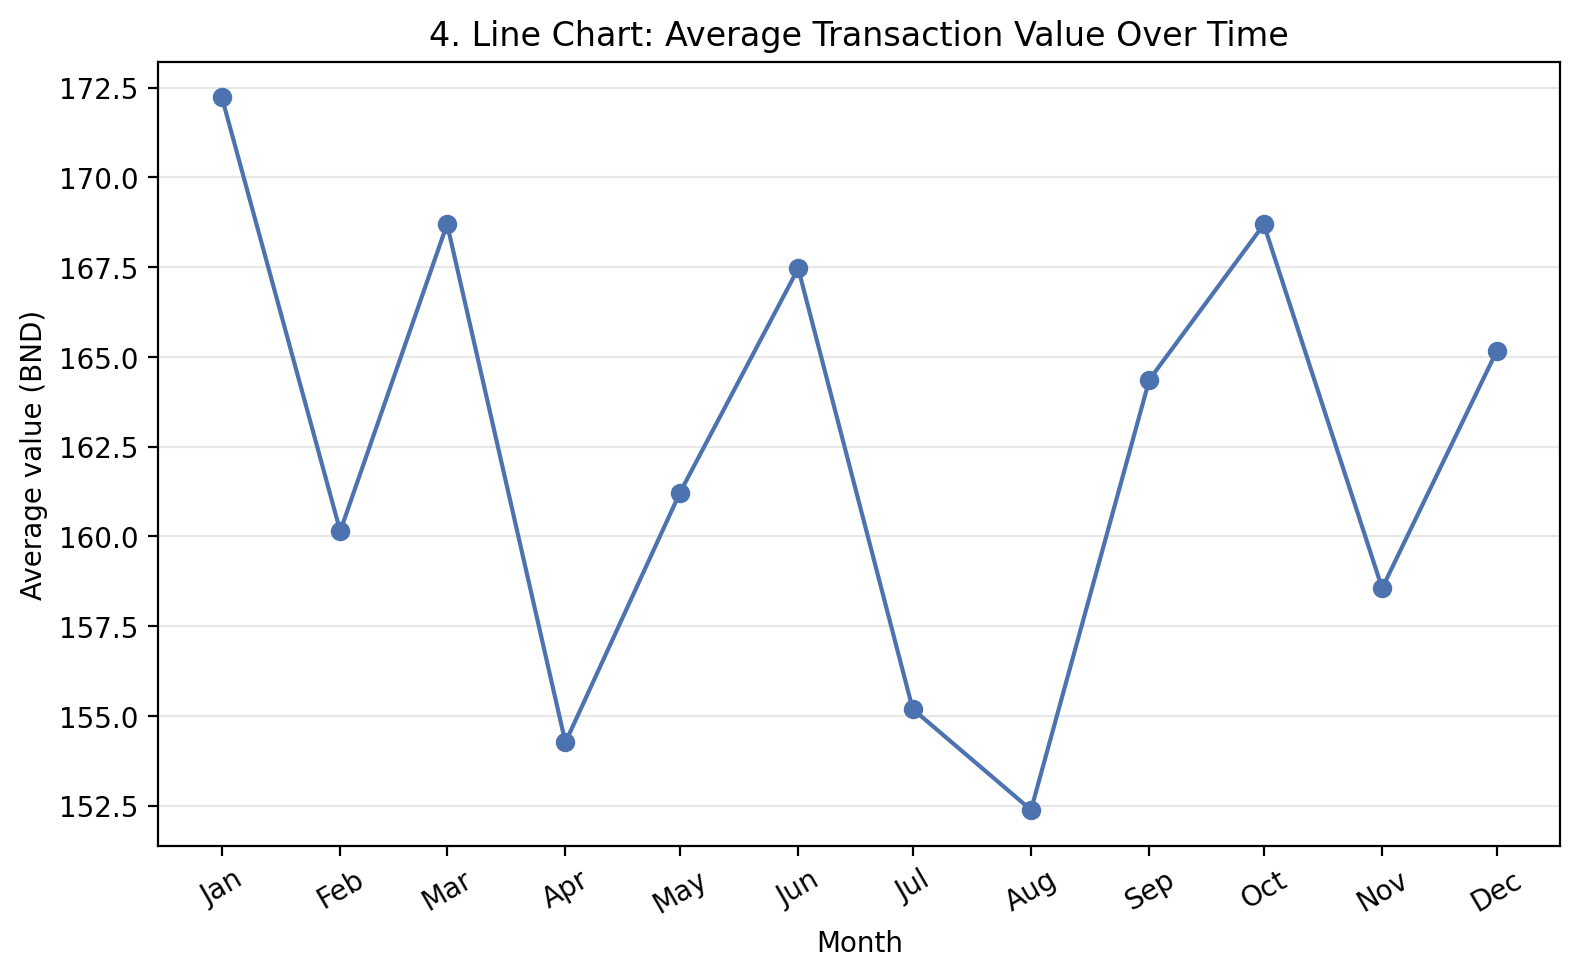 4. Line Chart: Average Transaction Value Over Time
Average value (BND)
172.5
170.0
167.5
165.0
162.5
160.0
157.5
155.0
152.5
Jan Feb Mar Apr May Jun Jul Aug Sep Oct Nov Dec
Month